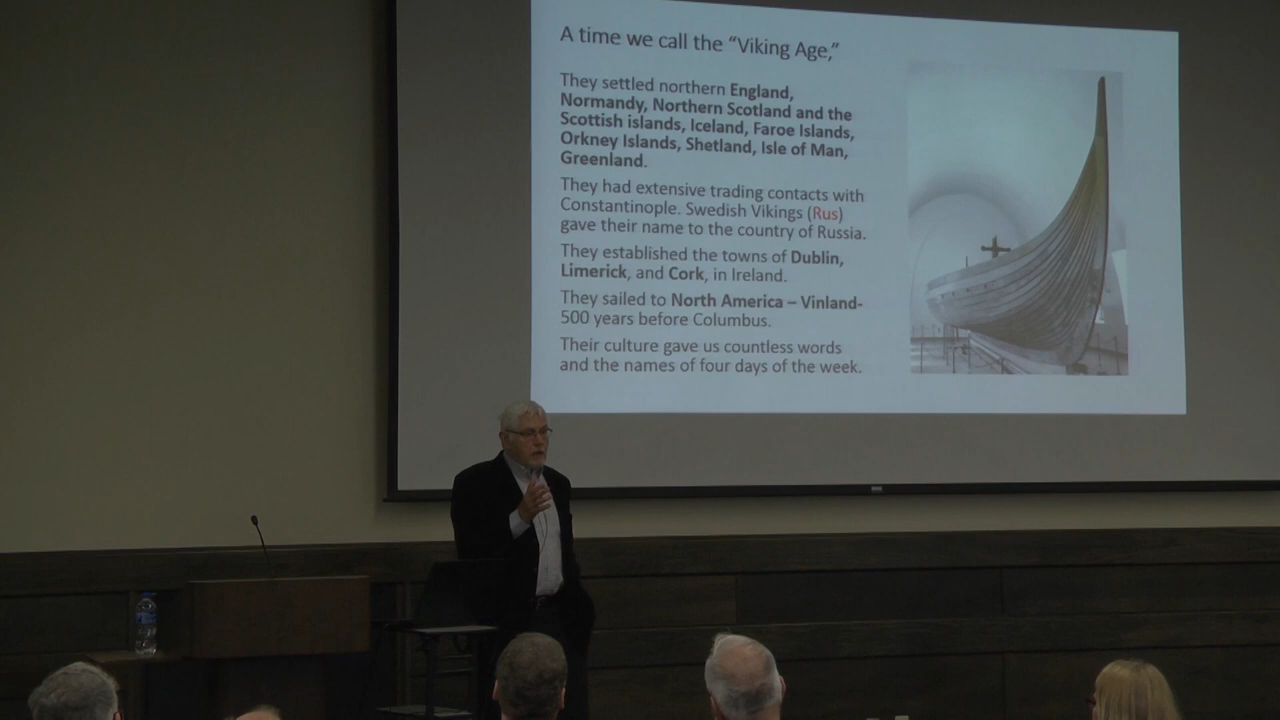 A time we call the “Viking Age,”
They settled northern England,
Normandy, Northern Scotland and the
Scottish islands, Iceland, Faroe Islands,
Orkney Islands, Shetland, Isle of Man,
Greenland.
They had extensive trading contacts with
Constantinople. Swedish Vikings (Rus)
gave their name to the country of Russia.
They established the towns of Dublin,
Limerick, and Cork, in Ireland.
They sailed to North America – Vinland-
500 years before Columbus.
Their culture gave us countless words
and the names of four days of the week.